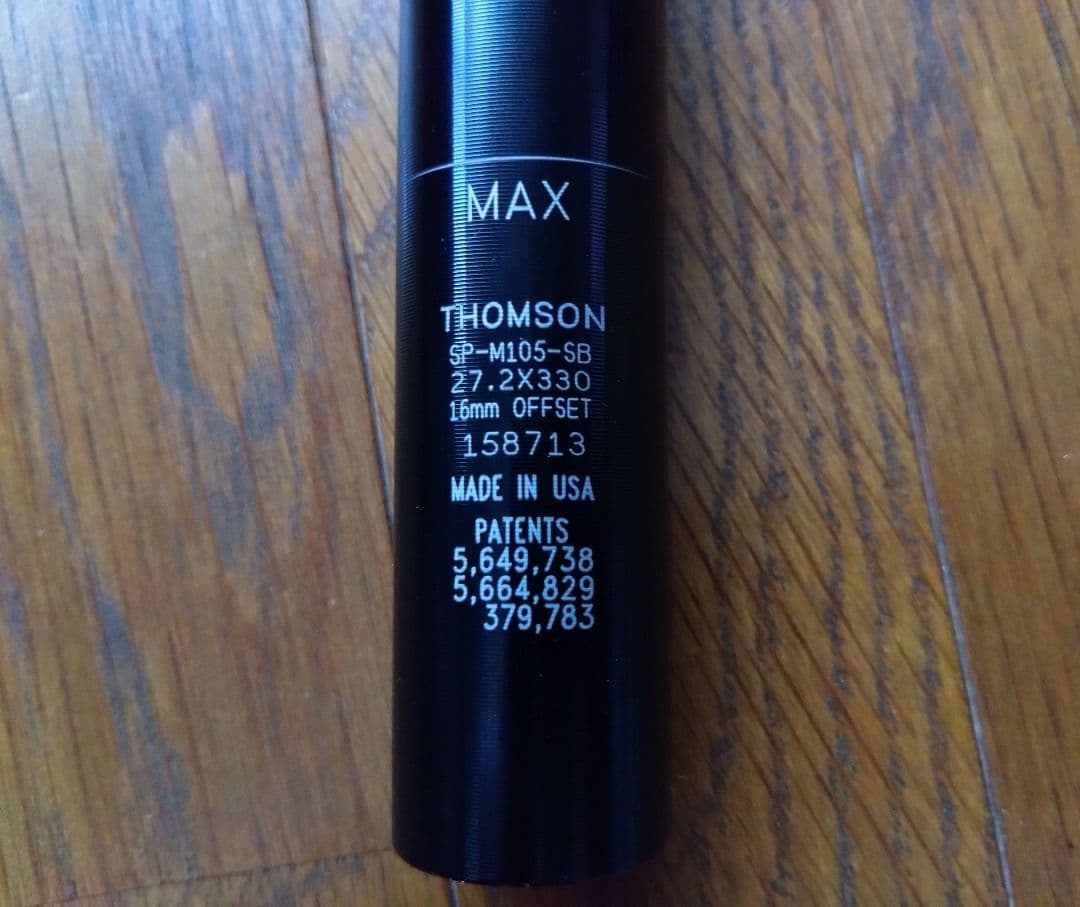 MAX
THOMSON
SP-M105-SB
27.2X330
16mm OFFSET
158713
MADE IN USA
PATENTS
5,649,738
5,664,829
379,783